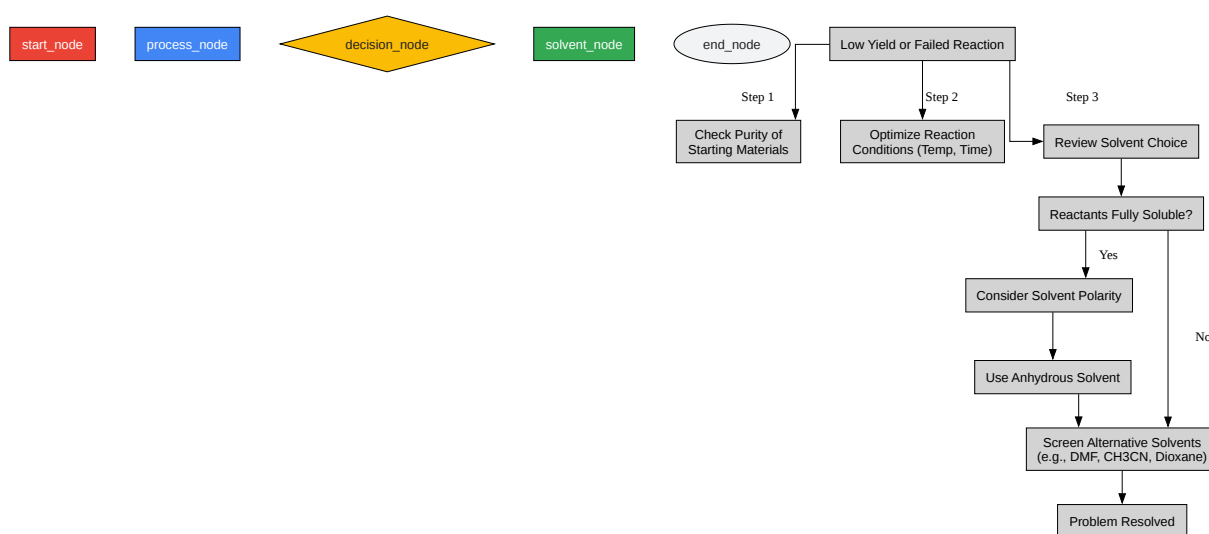 start_node
process_node
decision_node
solvent_node
end_node
Low Yield or Failed Reaction
Step 1
Step 2
Step 3
Check Purity of
Starting Materials
Optimize Reaction
Conditions (Temp, Time)
Review Solvent Choice
Reactants Fully Soluble?
Yes
Consider Solvent Polarity
No
Use Anhydrous Solvent
Screen Alternative Solvents
(e.g., DMF, CH3CN, Dioxane)
Problem Resolved